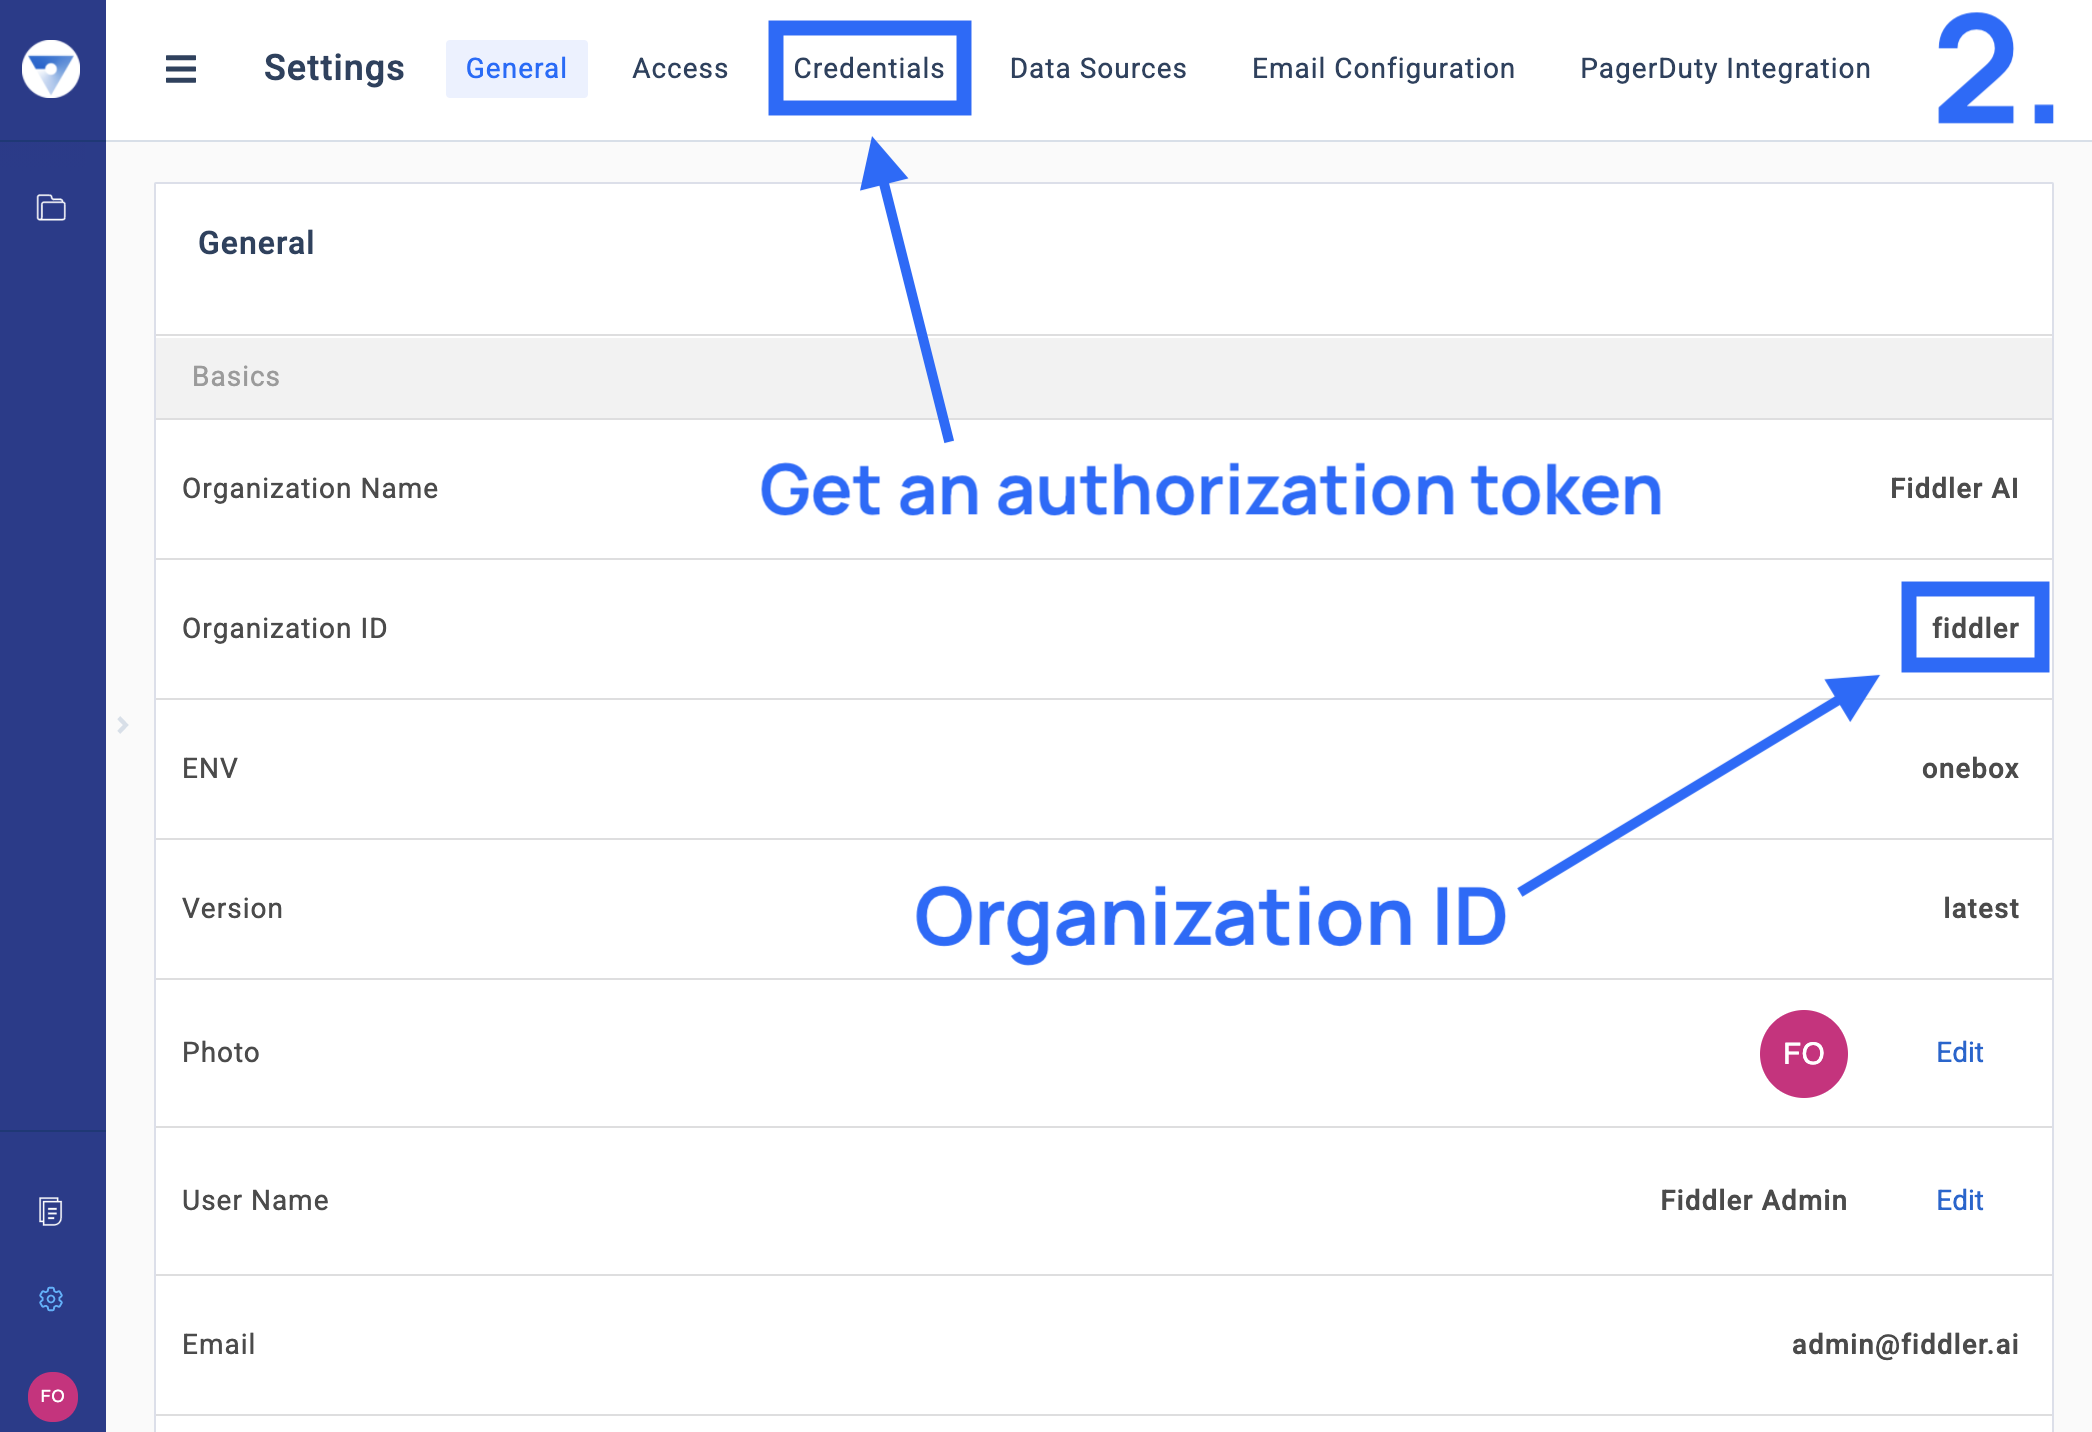 Settings General Access Credentials Data Sources Email Configuration PagerDuty Integration 2.
General
Basics
Organization Name Get an authorization token Fiddler AI
Organization ID fiddler
ENV onebox
Version Organization ID latest
Photo FO Edit
User Name Fiddler Admin Edit
Email admin@fiddler.ai
FO